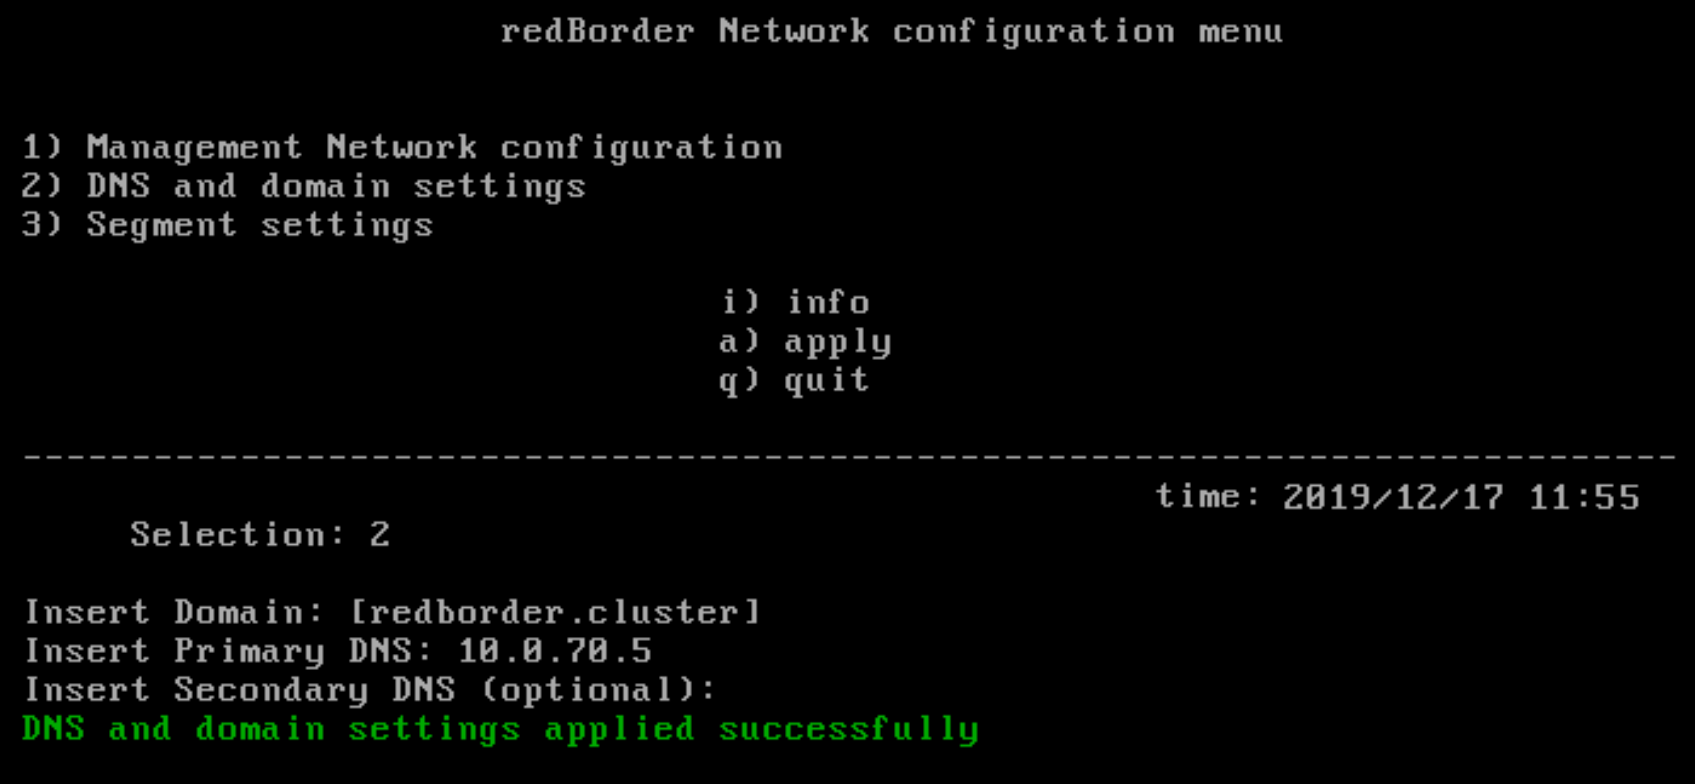 redBorder Network configuration menu
1) Management Network configuration
2) DNS and domain settings
3) Segment settings
i) info
a) apply
q) quit
--------------------------------------------------------------------------------
time: 2019/12/17 11:55
Selection: 2
Insert Domain: [redborder.cluster]
Insert Primary DNS: 10.0.70.5
Insert Secondary DNS (optional):
DNS and domain settings applied successfully